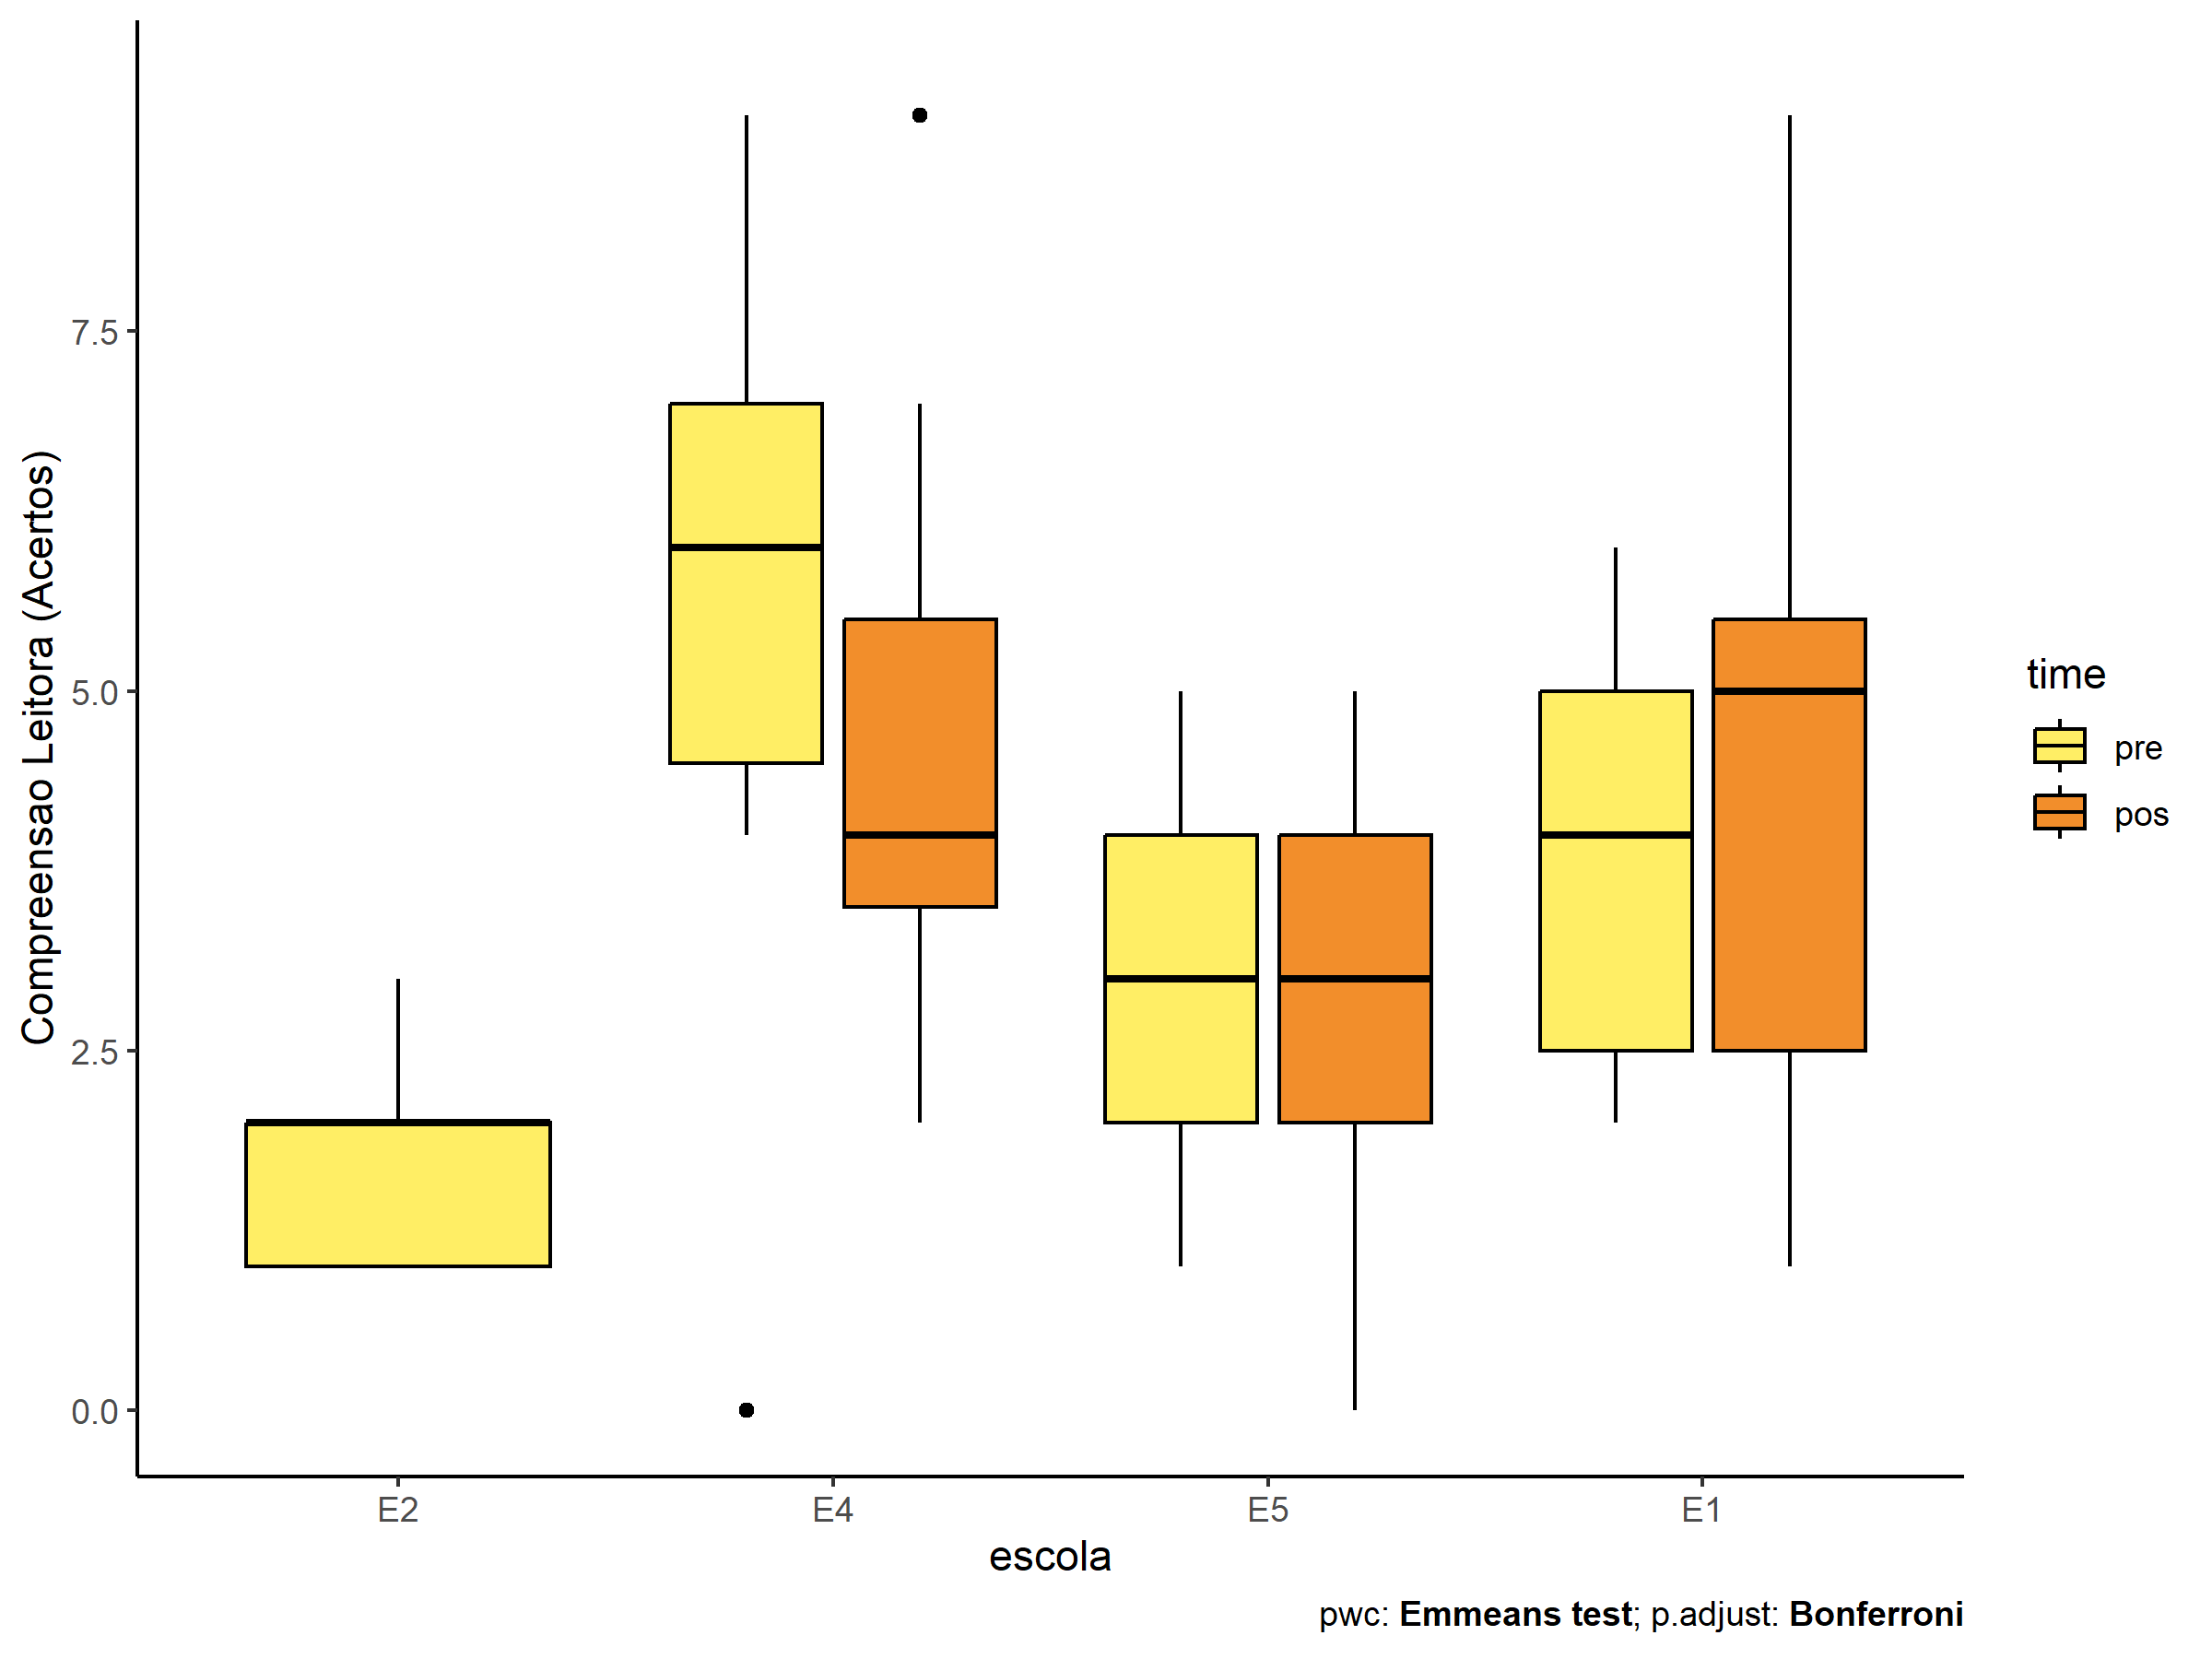 Compreensao Leitora (Acertos)
7.5
5.0
2.5
0.0
E2 E4 E5 E1
escola
time
pre
pos
pwc: Emmeans test; p.adjust: Bonferroni